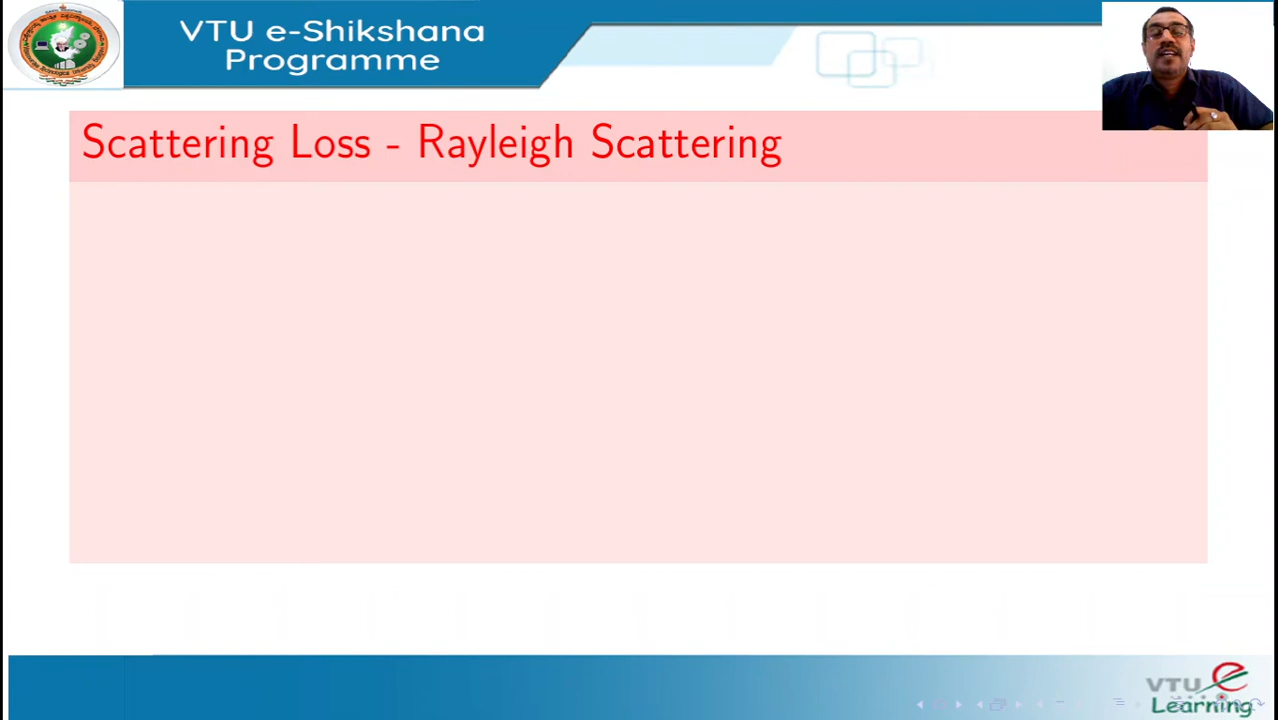 VTU e-Shikshana
Programme
Scattering Loss - Rayleigh Scattering
VTU e
Learning